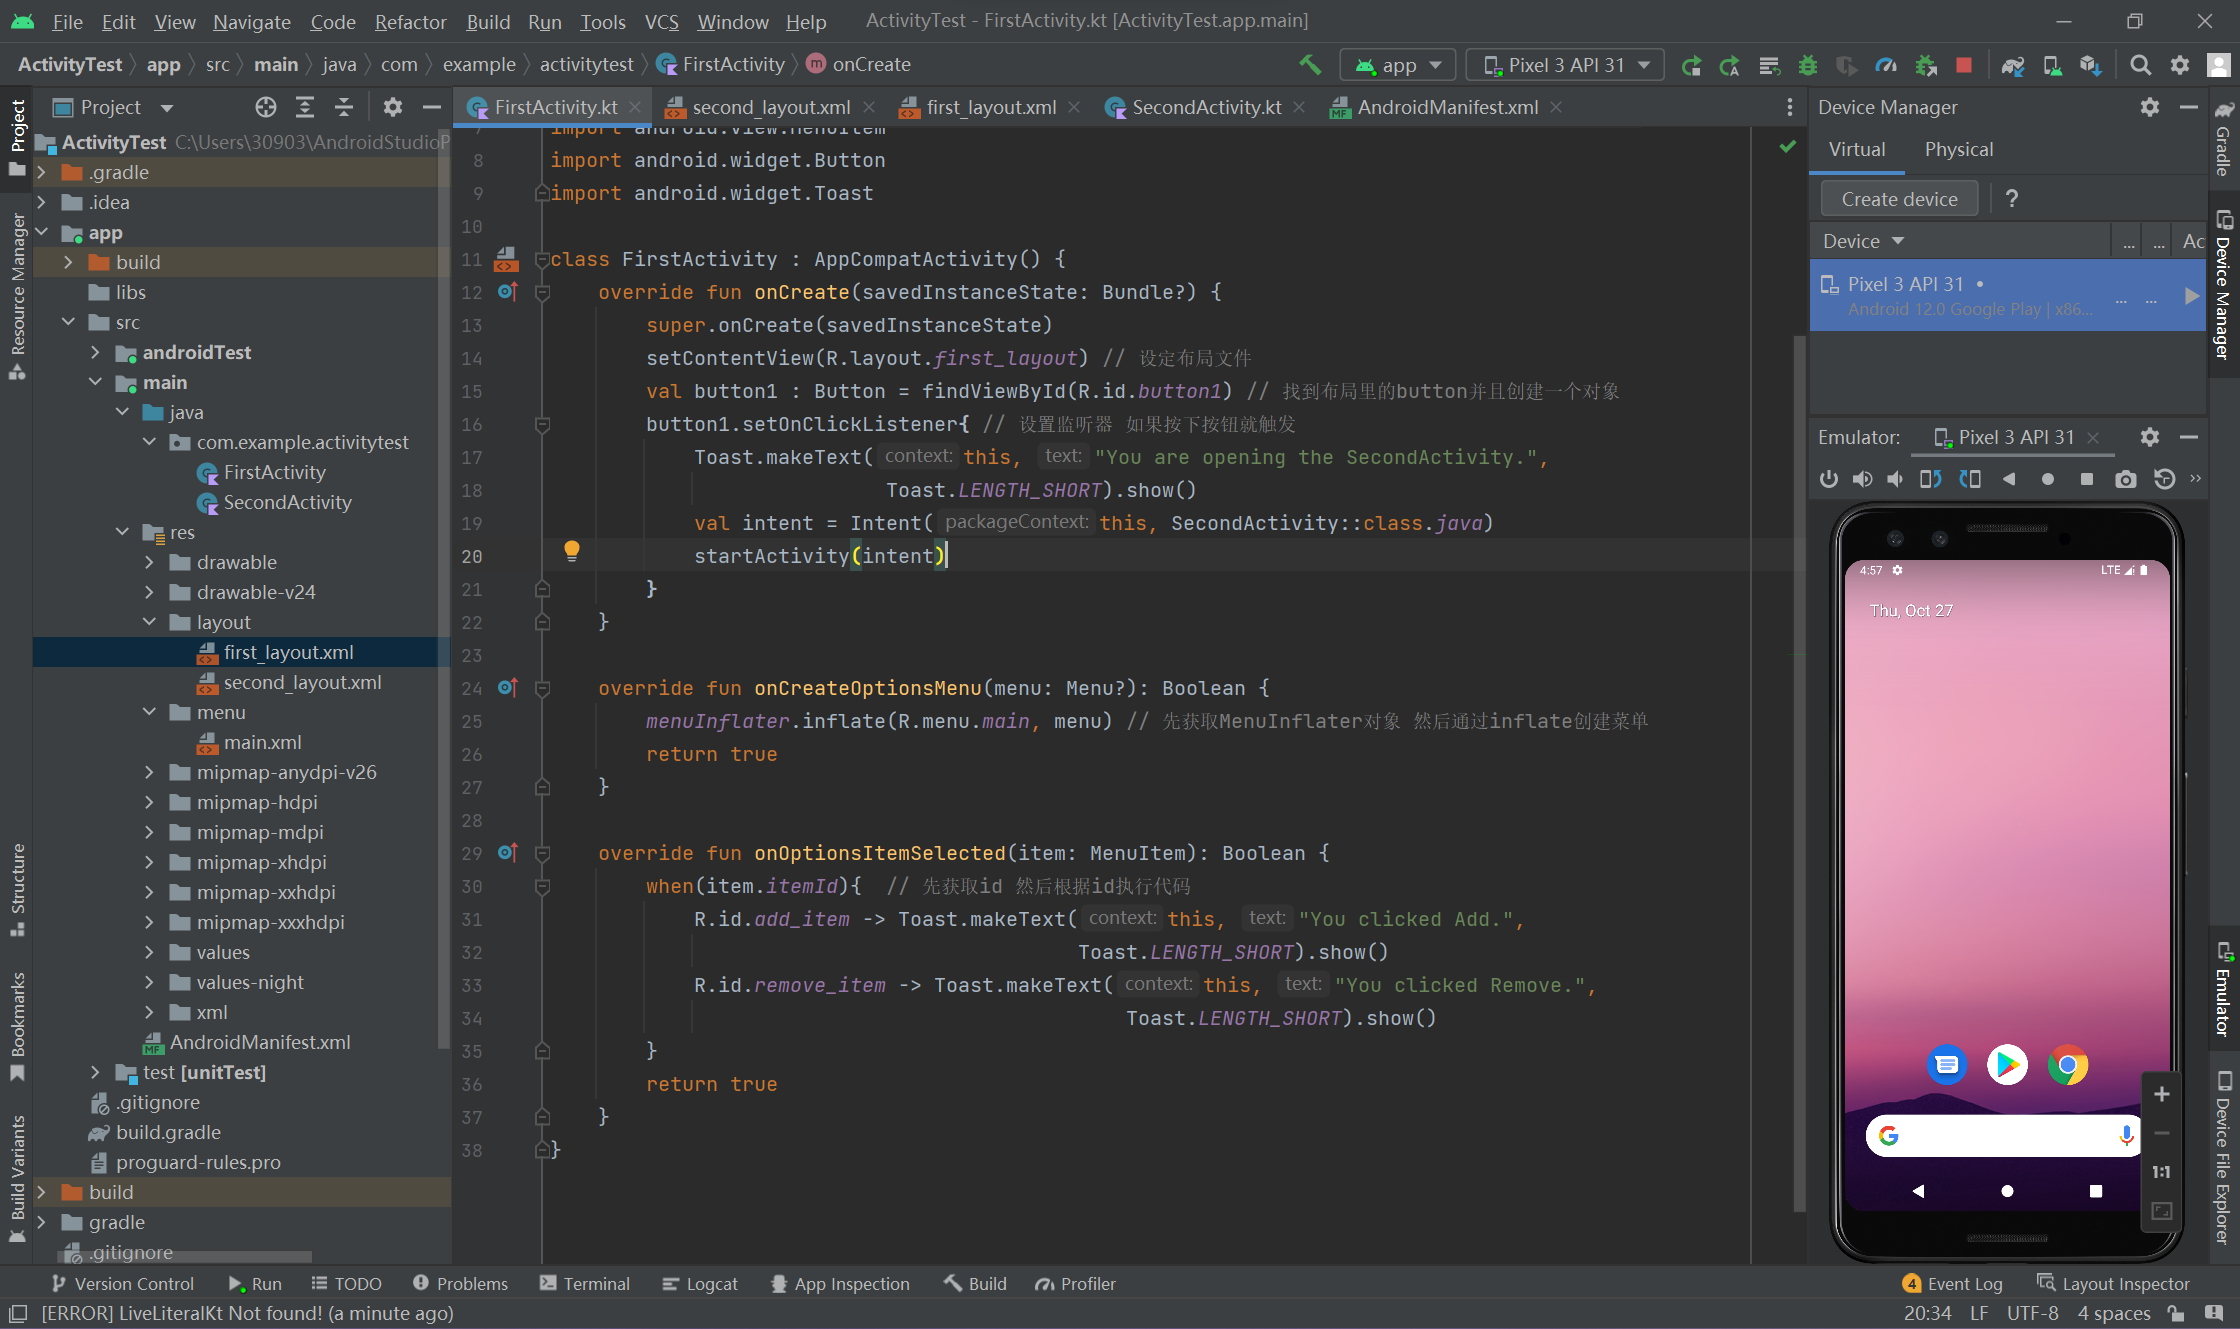 File Edit View Navigate Code Refactor Build Run Tools VCS Window Help ActivityTest - FirstActivity.kt [ActivityTest.app.main]
ActivityTest app src main java com example activitytest FirstActivity onCreate app Pixel 3 API 31
Project
FirstActivity.kt second_layout.xml first_layout.xml SecondActivity.kt AndroidManifest.xml
Project
Resource Manager
Structure
Bookmarks
Build Variants
ActivityTest C:\Users\30903\AndroidStudioP
.gradle
.idea
app
build
libs
src
androidTest
main
java
com.example.activitytest
FirstActivity
SecondActivity
res
drawable
drawable-v24
layout
first_layout.xml
second_layout.xml
menu
main.xml
mipmap-anydpi-v26
mipmap-hdpi
mipmap-mdpi
mipmap-xhdpi
mipmap-xxhdpi
mipmap-xxxhdpi
values
values-night
xml
AndroidManifest.xml
test [unitTest]
.gitignore
build.gradle
proguard-rules.pro
build
gradle
.gitignore
7 import android.view.MenuItem
8 import android.widget.Button
9 import android.widget.Toast
10
11 class FirstActivity : AppCompatActivity() {
12 override fun onCreate(savedInstanceState: Bundle?) {
13 super.onCreate(savedInstanceState)
14 setContentView(R.layout.first_layout) // 设定布局文件
15 val button1 : Button = findViewById(R.id.button1) // 找到布局里的button并且创建一个对象
16 button1.setOnClickListener{ // 设置监听器 如果按下按钮就触发
17 Toast.makeText( context: this, text: "You are opening the SecondActivity.",
18 Toast.LENGTH_SHORT).show()
19 val intent = Intent( packageContext: this, SecondActivity::class.java)
20 startActivity(intent)
21 }
22 }
23
24 override fun onCreateOptionsMenu(menu: Menu?): Boolean {
25 menuInflater.inflate(R.menu.main, menu) // 先获取MenuInflater对象 然后通过inflate创建菜单
26 return true
27 }
28
29 override fun onOptionsItemSelected(item: MenuItem): Boolean {
30 when(item.itemId){ // 先获取id 然后根据id执行代码
31 R.id.add_item -> Toast.makeText( context: this, text: "You clicked Add.",
32 Toast.LENGTH_SHORT).show()
33 R.id.remove_item -> Toast.makeText( context: this, text: "You clicked Remove.",
34 Toast.LENGTH_SHORT).show()
35 }
36 return true
37 }
38 }
Device Manager
Virtual Physical
Create device ?
Device ... ... Ac
Pixel 3 API 31 •
Android 12.0 Google Play | x86... ... ...
Emulator: Pixel 3 API 31
4:57 LTE
Thu, Oct 27
1:1
Gradle
Device Manager
Emulator
Device File Explorer
Version Control Run TODO Problems Terminal Logcat App Inspection Build Profiler 4 Event Log Layout Inspector
[ERROR] LiveLiteralKt Not found! (a minute ago) 20:34 LF UTF-8 4 spaces